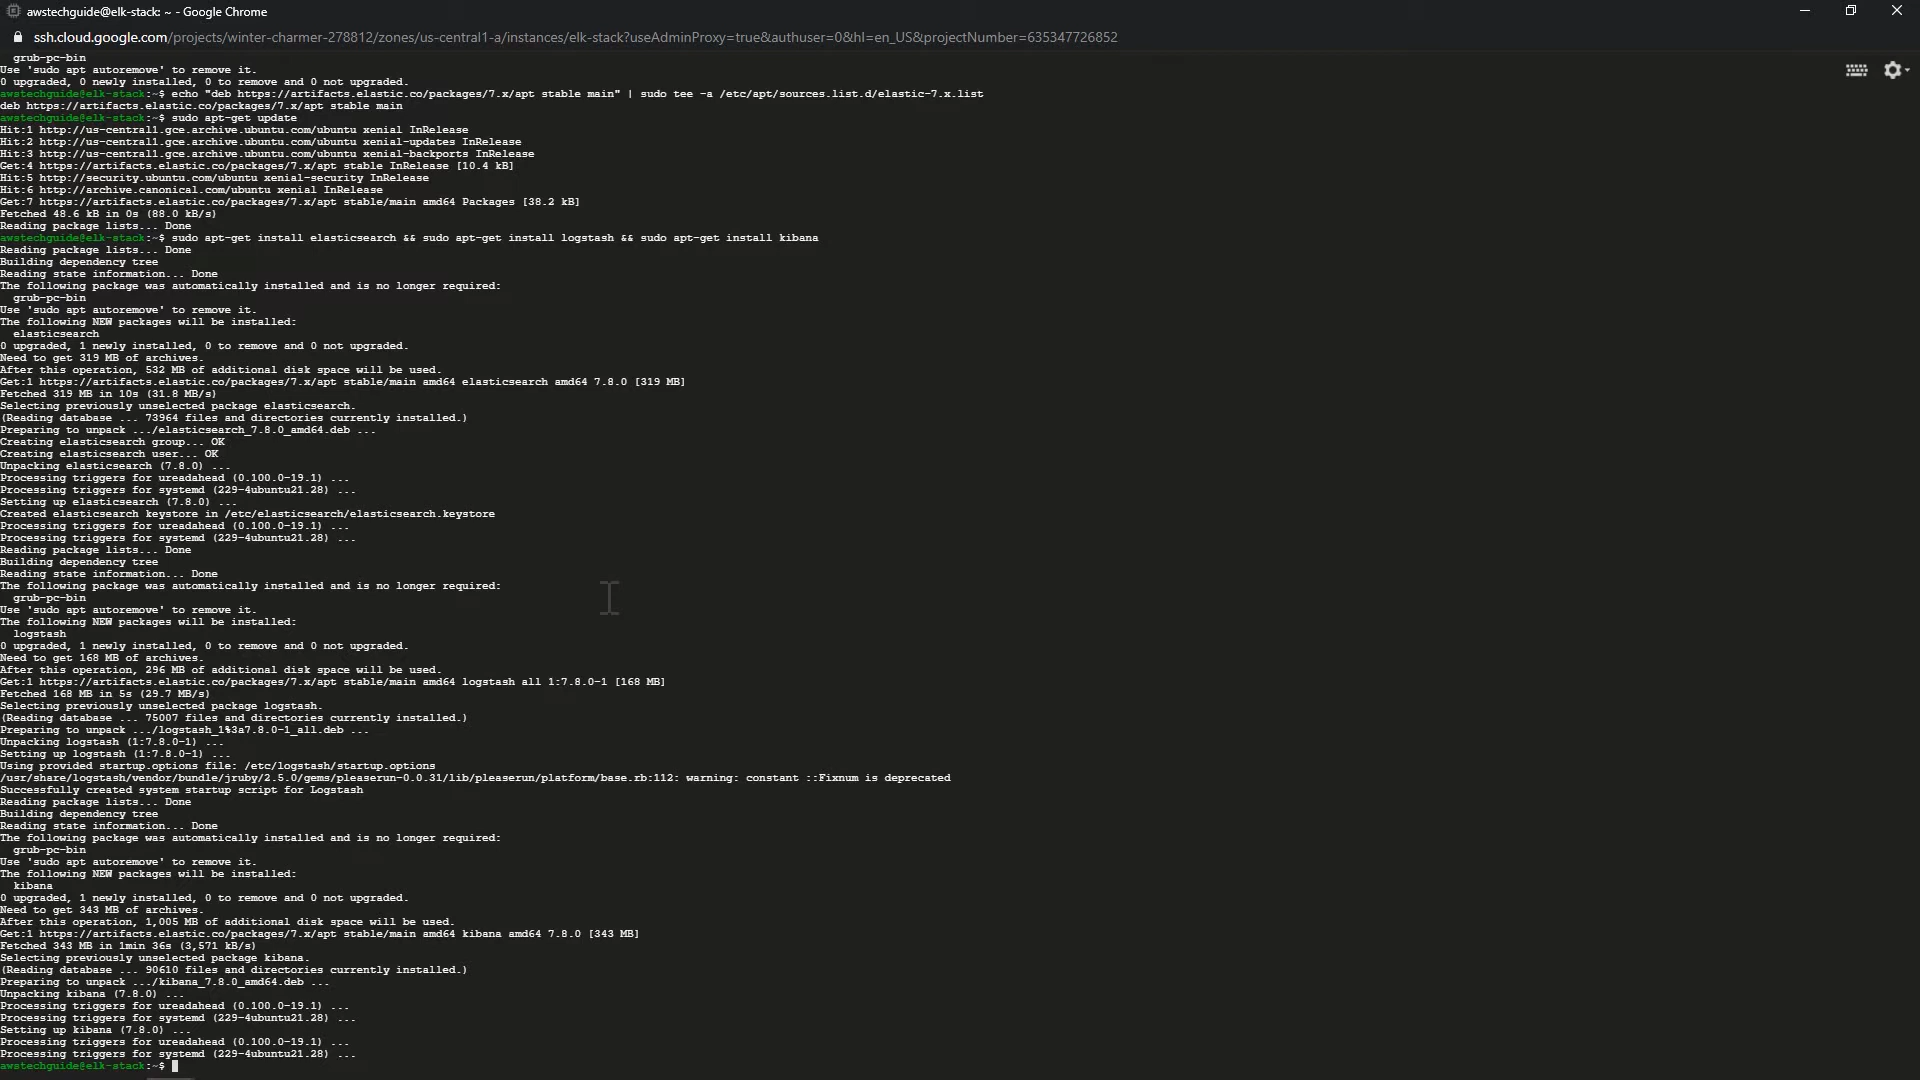 awstechguide@elk-stack: ~ - Google Chrome
ssh.cloud.google.com/projects/winter-charmer-278812/zones/us-central1-a/instances/elk-stack?useAdminProxy=true&authuser=0&hl=en_US&projectNumber=635347726852
  grub-pc-bin
Use 'sudo apt autoremove' to remove it.
0 upgraded, 0 newly installed, 0 to remove and 0 not upgraded.
awstechguide@elk-stack:~$ echo "deb https://artifacts.elastic.co/packages/7.x/apt stable main" | sudo tee -a /etc/apt/sources.list.d/elastic-7.x.list
deb https://artifacts.elastic.co/packages/7.x/apt stable main
awstechguide@elk-stack:~$ sudo apt-get update
Hit:1 http://us-central1.gce.archive.ubuntu.com/ubuntu xenial InRelease
Hit:2 http://us-central1.gce.archive.ubuntu.com/ubuntu xenial-updates InRelease
Hit:3 http://us-central1.gce.archive.ubuntu.com/ubuntu xenial-backports InRelease
Get:4 https://artifacts.elastic.co/packages/7.x/apt stable InRelease [10.4 kB]
Hit:5 http://security.ubuntu.com/ubuntu xenial-security InRelease
Hit:6 http://archive.canonical.com/ubuntu xenial InRelease
Get:7 https://artifacts.elastic.co/packages/7.x/apt stable/main amd64 Packages [38.2 kB]
Fetched 48.6 kB in 0s (88.0 kB/s)
Reading package lists... Done
awstechguide@elk-stack:~$ sudo apt-get install elasticsearch && sudo apt-get install logstash && sudo apt-get install kibana
Reading package lists... Done
Building dependency tree
Reading state information... Done
The following package was automatically installed and is no longer required:
  grub-pc-bin
Use 'sudo apt autoremove' to remove it.
The following NEW packages will be installed:
  elasticsearch
0 upgraded, 1 newly installed, 0 to remove and 0 not upgraded.
Need to get 319 MB of archives.
After this operation, 532 MB of additional disk space will be used.
Get:1 https://artifacts.elastic.co/packages/7.x/apt stable/main amd64 elasticsearch amd64 7.8.0 [319 MB]
Fetched 319 MB in 10s (31.8 MB/s)
Selecting previously unselected package elasticsearch.
(Reading database ... 73964 files and directories currently installed.)
Preparing to unpack .../elasticsearch_7.8.0_amd64.deb ...
Creating elasticsearch group... OK
Creating elasticsearch user... OK
Unpacking elasticsearch (7.8.0) ...
Processing triggers for ureadahead (0.100.0-19.1) ...
Processing triggers for systemd (229-4ubuntu21.28) ...
Setting up elasticsearch (7.8.0) ...
Created elasticsearch keystore in /etc/elasticsearch/elasticsearch.keystore
Processing triggers for ureadahead (0.100.0-19.1) ...
Processing triggers for systemd (229-4ubuntu21.28) ...
Reading package lists... Done
Building dependency tree
Reading state information... Done
The following package was automatically installed and is no longer required:
  grub-pc-bin
Use 'sudo apt autoremove' to remove it.
The following NEW packages will be installed:
  logstash
0 upgraded, 1 newly installed, 0 to remove and 0 not upgraded.
Need to get 168 MB of archives.
After this operation, 296 MB of additional disk space will be used.
Get:1 https://artifacts.elastic.co/packages/7.x/apt stable/main amd64 logstash all 1:7.8.0-1 [168 MB]
Fetched 168 MB in 5s (29.7 MB/s)
Selecting previously unselected package logstash.
(Reading database ... 75007 files and directories currently installed.)
Preparing to unpack .../logstash_1%3a7.8.0-1_all.deb ...
Unpacking logstash (1:7.8.0-1) ...
Setting up logstash (1:7.8.0-1) ...
Using provided startup.options file: /etc/logstash/startup.options
/usr/share/logstash/vendor/bundle/jruby/2.5.0/gems/pleaserun-0.0.31/lib/pleaserun/platform/base.rb:112: warning: constant ::Fixnum is deprecated
Successfully created system startup script for Logstash
Reading package lists... Done
Building dependency tree
Reading state information... Done
The following package was automatically installed and is no longer required:
  grub-pc-bin
Use 'sudo apt autoremove' to remove it.
The following NEW packages will be installed:
  kibana
0 upgraded, 1 newly installed, 0 to remove and 0 not upgraded.
Need to get 343 MB of archives.
After this operation, 1,005 MB of additional disk space will be used.
Get:1 https://artifacts.elastic.co/packages/7.x/apt stable/main amd64 kibana amd64 7.8.0 [343 MB]
Fetched 343 MB in 1min 36s (3,571 kB/s)
Selecting previously unselected package kibana.
(Reading database ... 90610 files and directories currently installed.)
Preparing to unpack .../kibana_7.8.0_amd64.deb ...
Unpacking kibana (7.8.0) ...
Processing triggers for ureadahead (0.100.0-19.1) ...
Processing triggers for systemd (229-4ubuntu21.28) ...
Setting up kibana (7.8.0) ...
Processing triggers for ureadahead (0.100.0-19.1) ...
Processing triggers for systemd (229-4ubuntu21.28) ...
awstechguide@elk-stack:~$